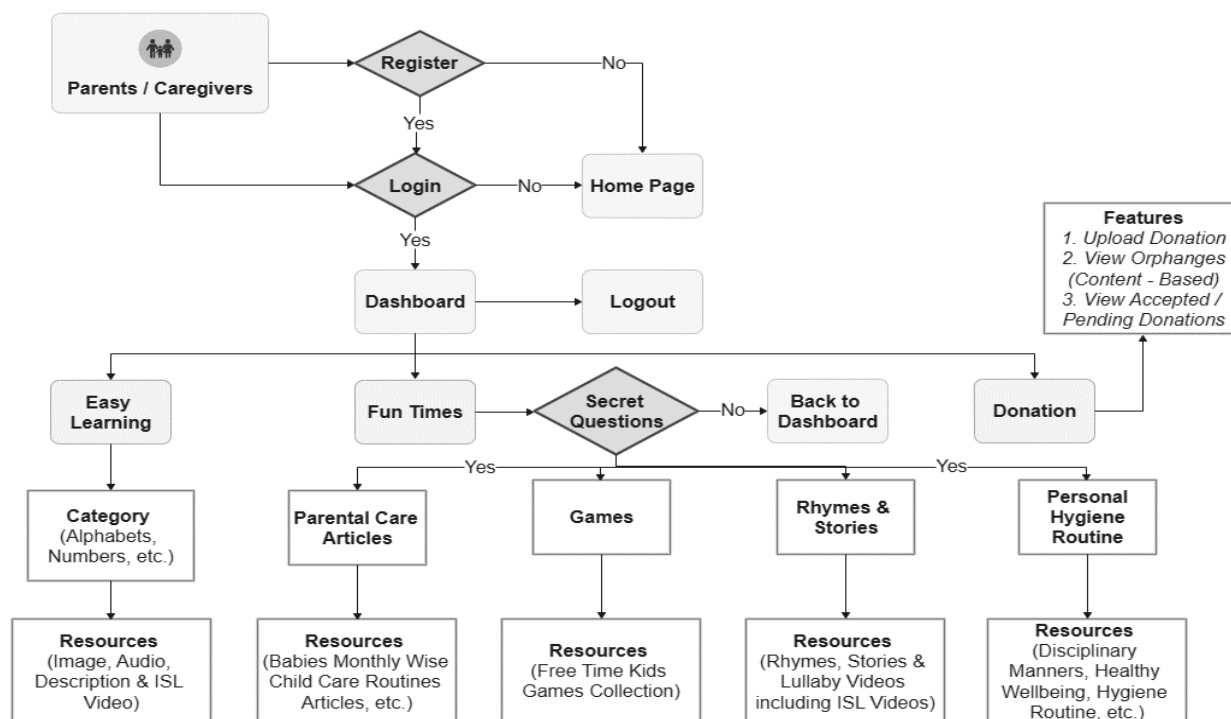 Parents / Caregivers
Register
No
Yes
Login
No
Home Page
Yes
Dashboard
Logout
Features
1. Upload Donation
2. View Orphanges
(Content - Based)
3. View Accepted /
Pending Donations
Easy
Learning
Fun Times
Secret
Questions
No
Back to
Dashboard
Donation
Yes
Yes
Category
(Alphabets,
Numbers, etc.)
Parental Care
Articles
Games
Rhymes &
Stories
Personal
Hygiene
Routine
Resources
(Image, Audio,
Description & ISL
Video)
Resources
(Babies Monthly Wise
Child Care Routines
Articles, etc.)
Resources
(Free Time Kids
Games Collection)
Resources
(Rhymes, Stories &
Lullaby Videos
including ISL Videos)
Resources
(Disciplinary
Manners, Healthy
Wellbeing, Hygiene
Routine, etc.)